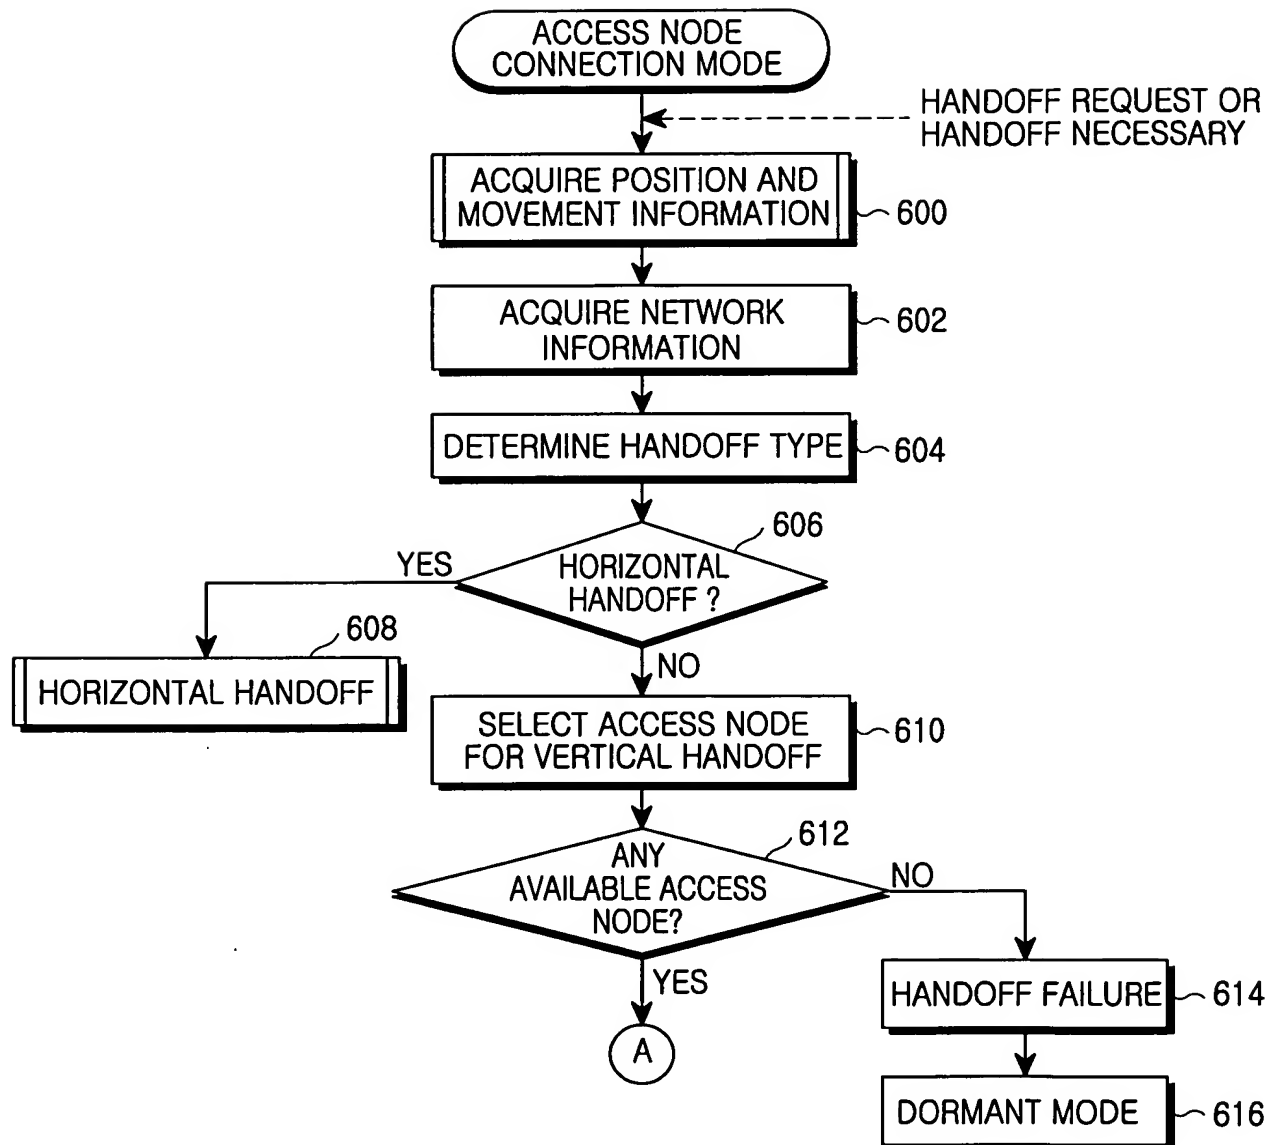 ACCESS NODE
CONNECTION MODE
HANDOFF REQUEST OR
HANDOFF NECESSARY
ACQUIRE POSITION AND
MOVEMENT INFORMATION
600
ACQUIRE NETWORK
INFORMATION
602
DETERMINE HANDOFF TYPE
604
606
YES
HORIZONTAL
HANDOFF ?
608
HORIZONTAL HANDOFF
NO
SELECT ACCESS NODE
FOR VERTICAL HANDOFF
610
612
ANY
AVAILABLE ACCESS
NODE?
NO
YES
HANDOFF FAILURE
614
A
DORMANT MODE
616